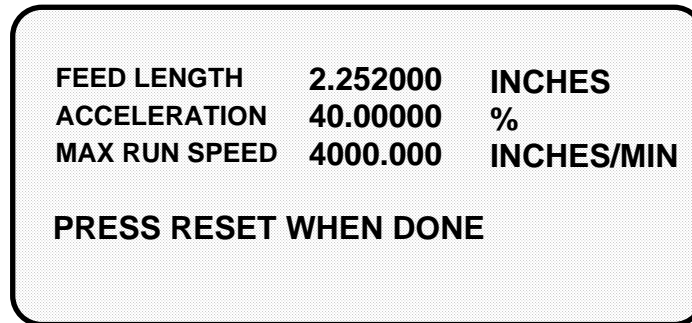 FEED LENGTH 2.252000 INCHES
ACCELERATION 40.00000 %
MAX RUN SPEED 4000.000 INCHES/MIN
PRESS RESET WHEN DONE